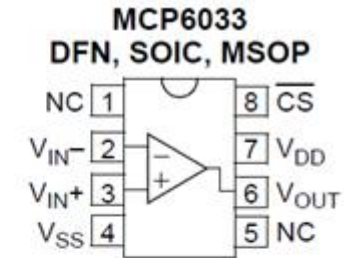 MCP6033
DFN, SOIC, MSOP
NC 1 8 C̅S̅
VIN− 2 − 7 VDD
VIN+ 3 + 6 VOUT
VSS 4 5 NC